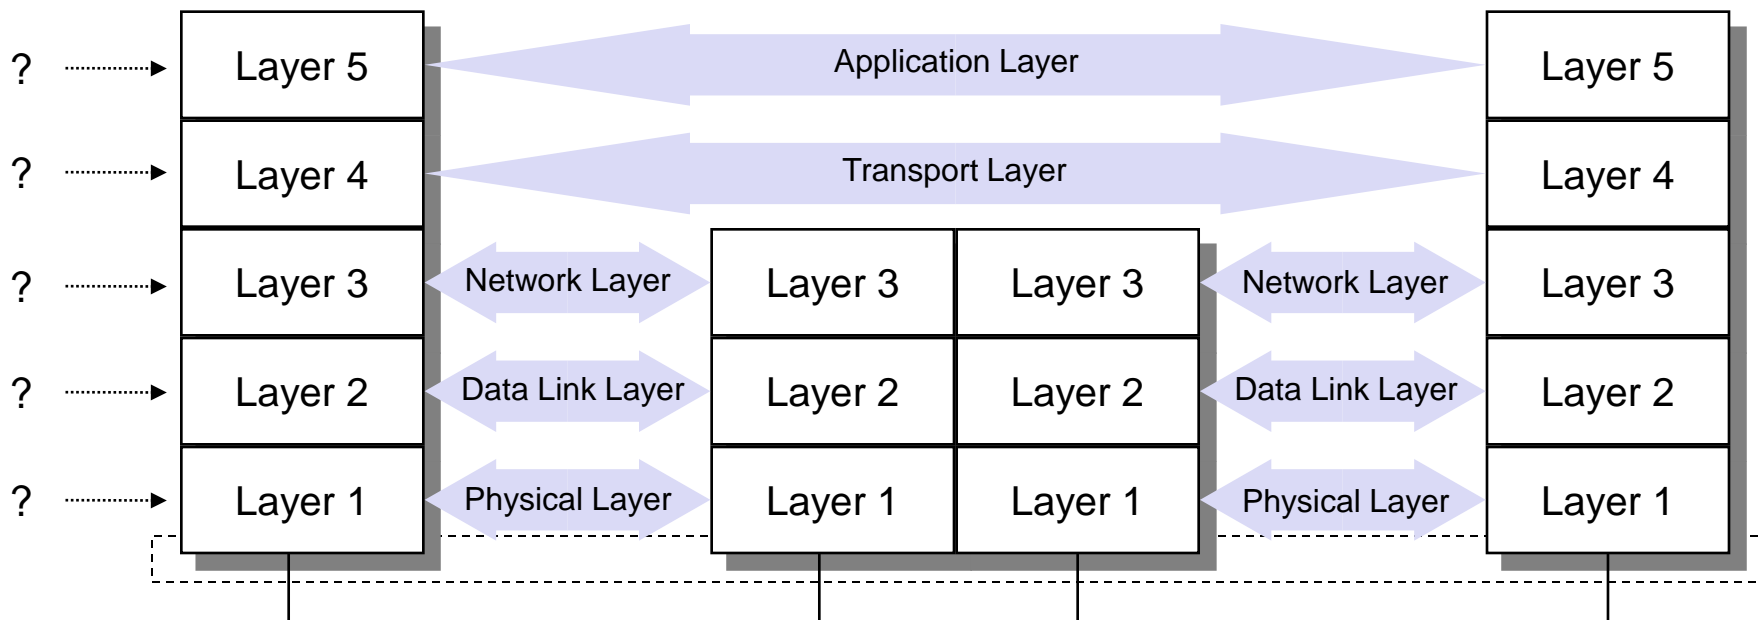 ? Layer 5 Application Layer Layer 5
? Layer 4 Transport Layer Layer 4
? Layer 3 Network Layer Layer 3 Layer 3 Network Layer Layer 3
? Layer 2 Data Link Layer Layer 2 Layer 2 Data Link Layer Layer 2
? Layer 1 Physical Layer Layer 1 Layer 1 Physical Layer Layer 1